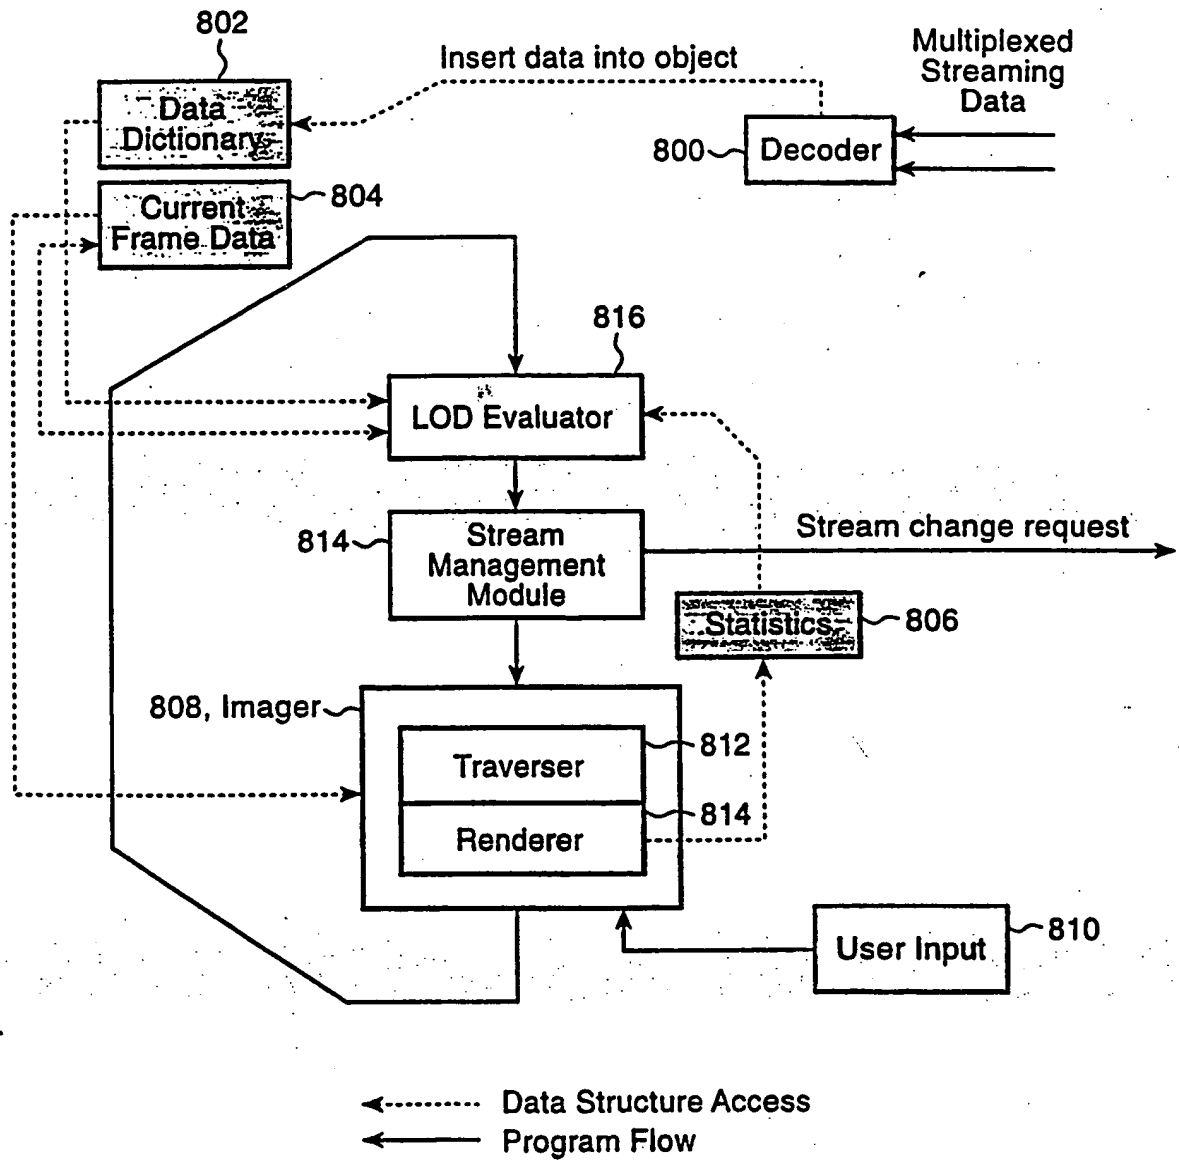 802
Insert data into object
Multiplexed
Streaming
Data
Data
Dictionary
800
Decoder
804
Current
Frame Data
816
LOD Evaluator
814
Stream
Management
Module
Stream change request
Statistics
806
808, Imager
812
Traverser
814
Renderer
User Input
810
Data Structure Access
Program Flow